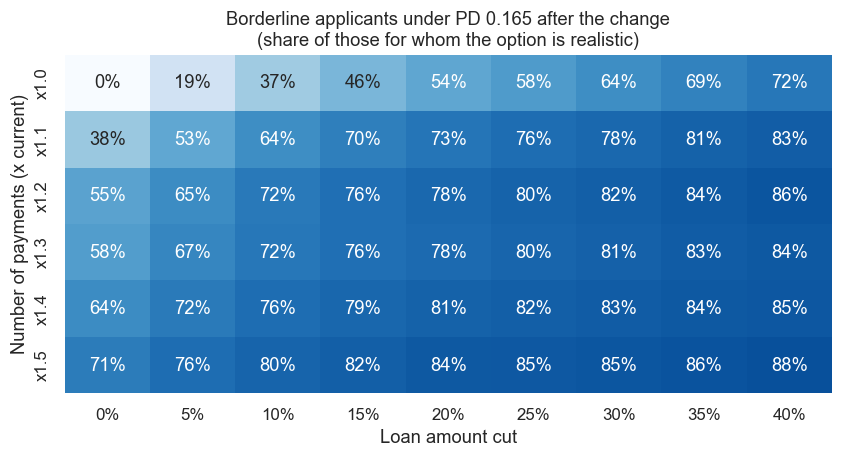 Borderline applicants under PD 0.165 after the change
(share of those for whom the option is realistic)
Number of payments (x current)
x1.0 0% 19% 37% 46% 54% 58% 64% 69% 72%
x1.1 38% 53% 64% 70% 73% 76% 78% 81% 83%
x1.2 55% 65% 72% 76% 78% 80% 82% 84% 86%
x1.3 58% 67% 72% 76% 78% 80% 81% 83% 84%
x1.4 64% 72% 76% 79% 81% 82% 83% 84% 85%
x1.5 71% 76% 80% 82% 84% 85% 85% 86% 88%
0% 5% 10% 15% 20% 25% 30% 35% 40%
Loan amount cut